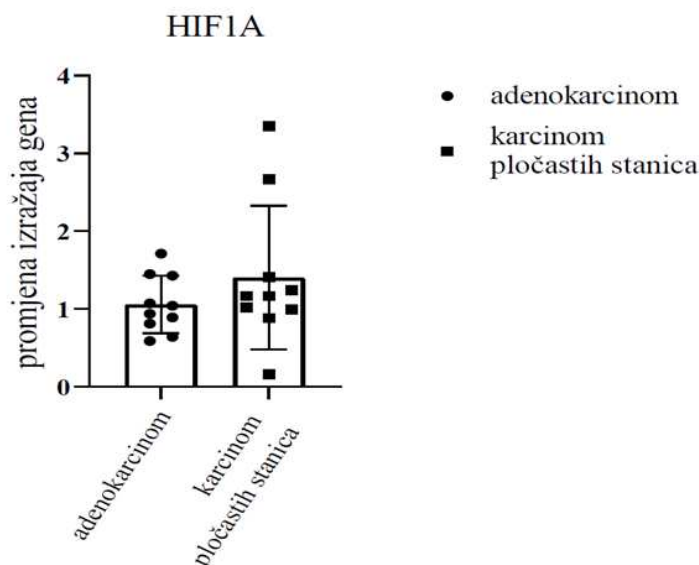 HIF1A
promjena izražaja gena
4
3
2
1
0
adenokarcinom
karcinom
pločastih stanica
adenokarcinom
karcinom
pločastih stanica